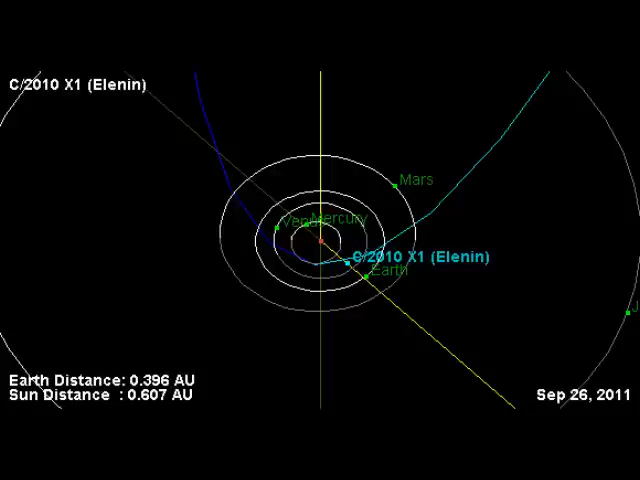 C/2010 X1 (Elenin)
Mars
Venus
Mercury
C/2010 X1 (Elenin)
Earth
J
Earth Distance: 0.396 AU
Sun Distance : 0.607 AU
Sep 26, 2011